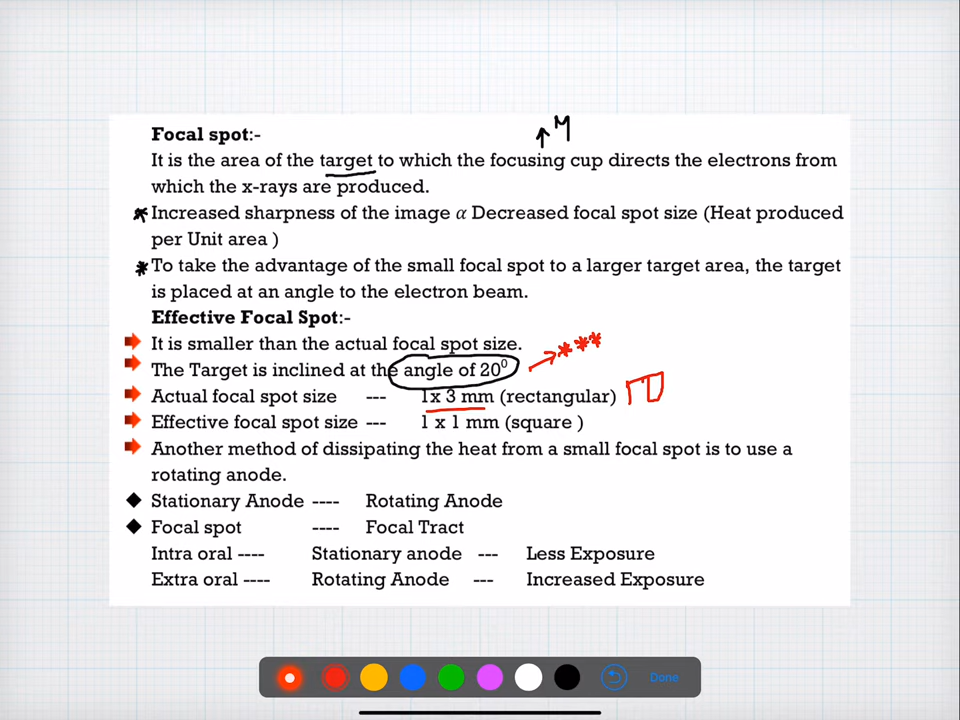 ↑ M
Focal spot:-
It is the area of the target to which the focusing cup directs the electrons from
which the x-rays are produced.
* Increased sharpness of the image α Decreased focal spot size (Heat produced
per Unit area )
* To take the advantage of the small focal spot to a larger target area, the target
is placed at an angle to the electron beam.
Effective Focal Spot:-
It is smaller than the actual focal spot size.
The Target is inclined at the angle of 20⁰ → ***
Actual focal spot size --- 1x 3 mm (rectangular)
Effective focal spot size --- 1 x 1 mm (square )
Another method of dissipating the heat from a small focal spot is to use a
rotating anode.
◆ Stationary Anode ---- Rotating Anode
◆ Focal spot ---- Focal Tract
Intra oral ---- Stationary anode --- Less Exposure
Extra oral ---- Rotating Anode --- Increased Exposure
Done